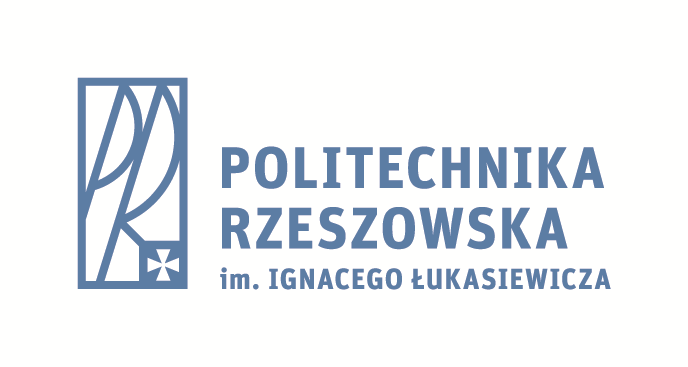 POLITECHNIKA
RZESZOWSKA
im. IGNACEGO ŁUKASIEWICZA